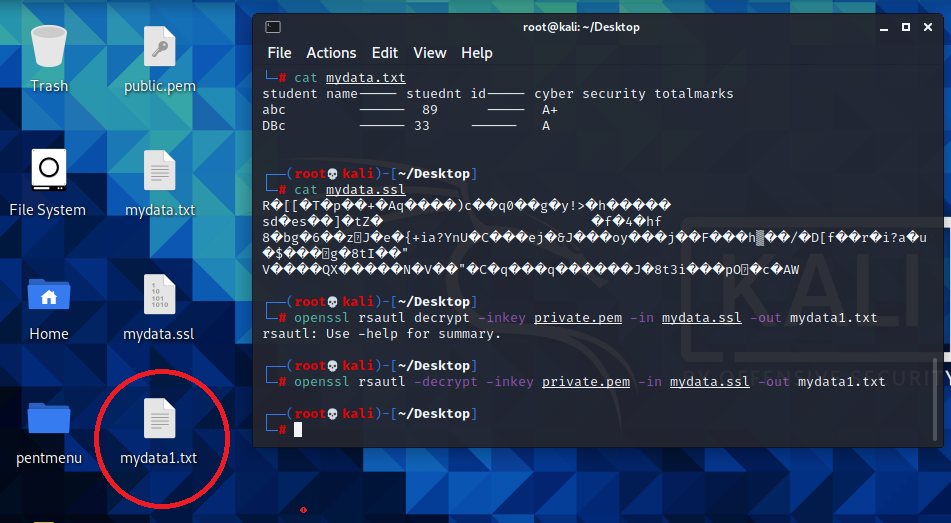 Trash
public.pem
File System
mydata.txt
Home
mydata.ssl
pentmenu
mydata1.txt
root@kali: ~/Desktop
File Actions Edit View Help
└─# cat mydata.txt
student name───── stuednt id───── cyber security totalmarks
abc ────── 89 ───── A+
DBc ────── 33 ────── A
┌──(root💀kali)-[~/Desktop]
└─# cat mydata.ssl
R�[[�T�p��+�Aq����)c��q0��g�y!>�h�����
sd�es��]�tZ� �f�4�hf
8�bg�6��z�J�e�{+ia?YnU�C���ej�&J���oy���j��F���h▒��/�D[f��r�i?a�u
�$����g�8tI��"
V����QX�����N�V��"�C�q���q������J�8t3i���pO��c�AW
┌──(root💀kali)-[~/Desktop]
└─# openssl rsautl decrypt -inkey private.pem -in mydata.ssl -out mydata1.txt
rsautl: Use -help for summary.
┌──(root💀kali)-[~/Desktop]
└─# openssl rsautl -decrypt -inkey private.pem -in mydata.ssl -out mydata1.txt
┌──(root💀kali)-[~/Desktop]
└─#
KALI
BY OFFENSIVE SECURITY